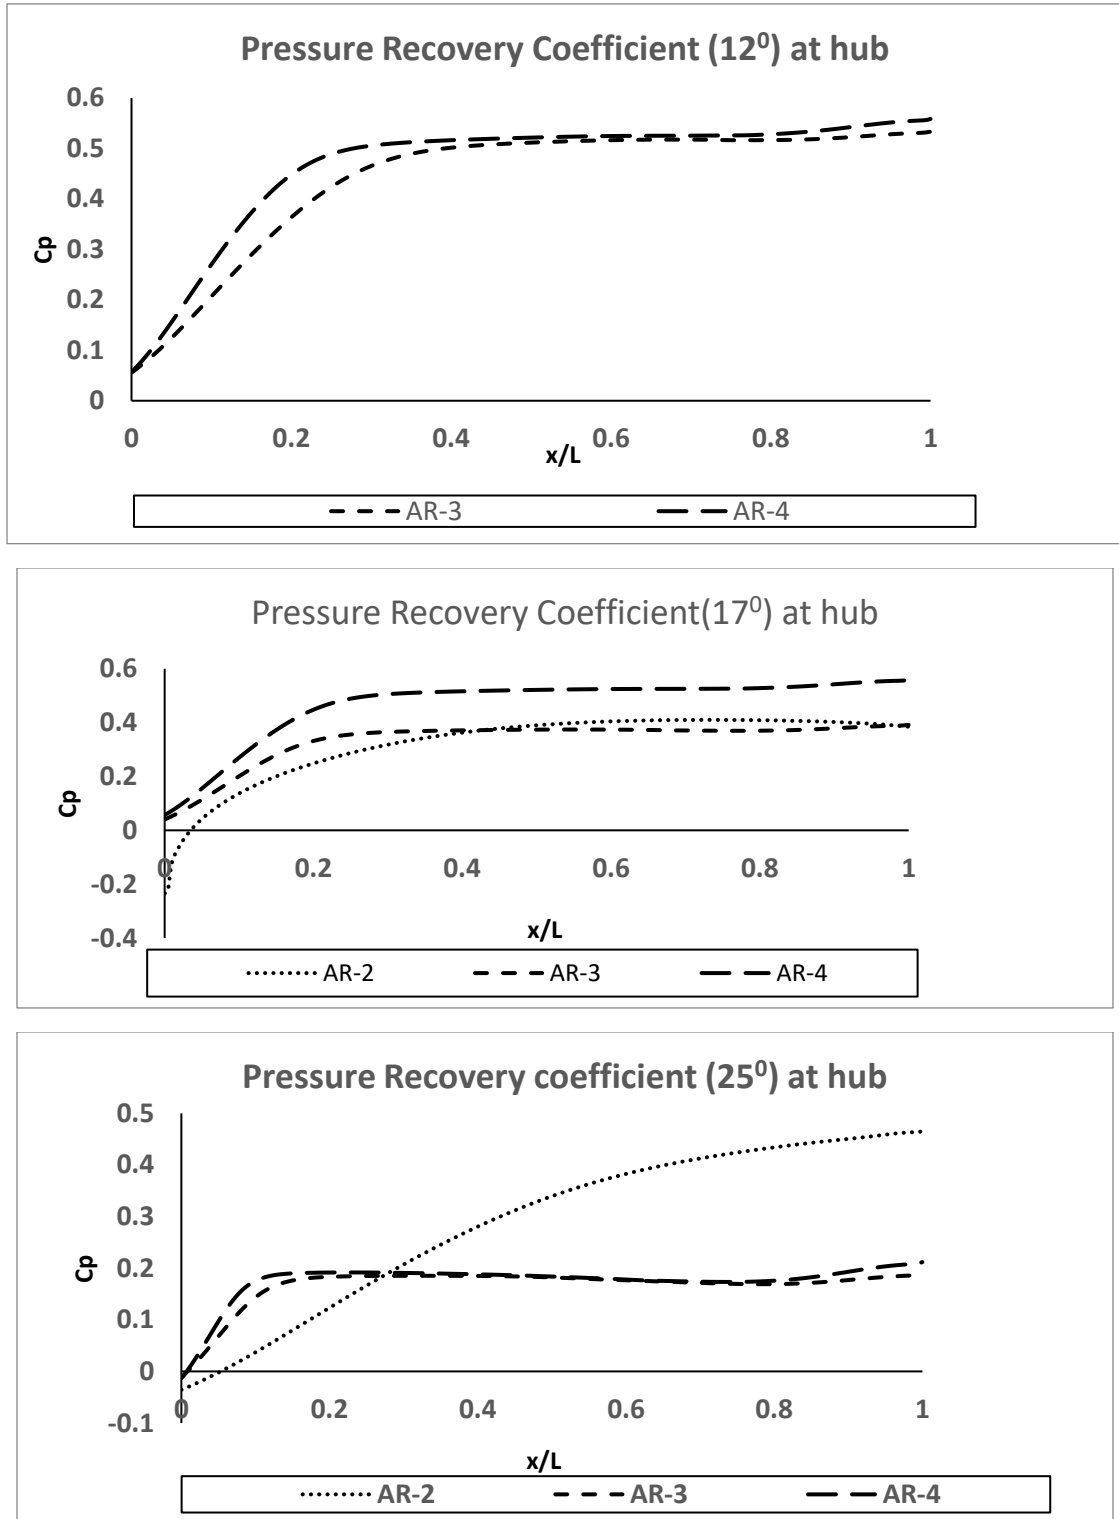 Pressure Recovery Coefficient (12⁰) at hub
0.6
0.5
0.4
0.3
0.2
0.1
0
Cp
0 0.2 0.4 0.6 0.8 1
x/L
AR-3 AR-4
Pressure Recovery Coefficient(17⁰) at hub
0.6
0.4
0.2
0
-0.2
-0.4
Cp
0 0.2 0.4 0.6 0.8 1
x/L
AR-2 AR-3 AR-4
Pressure Recovery coefficient (25⁰) at hub
0.5
0.4
0.3
0.2
0.1
0
-0.1
Cp
0 0.2 0.4 0.6 0.8 1
x/L
AR-2 AR-3 AR-4